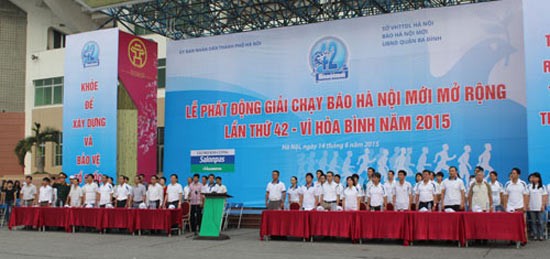 ỦY BAN NHÂN DÂN THÀNH PHỐ HÀ NỘI
SỞ VHTTDL HÀ NỘI
BÁO HÀ NỘI MỚI
UBND QUẬN BA ĐÌNH
42
42
KHỎE
ĐỂ
XÂY DỰNG
VÀ
BẢO VỆ
LỄ PHÁT ĐỘNG GIẢI CHẠY BÁO HÀ NỘI MỚI MỞ RỘNG
LẦN THỨ 42 - VÌ HÒA BÌNH NĂM 2015
Hà Nội, ngày 14 tháng 6 năm 2015
Salonpas